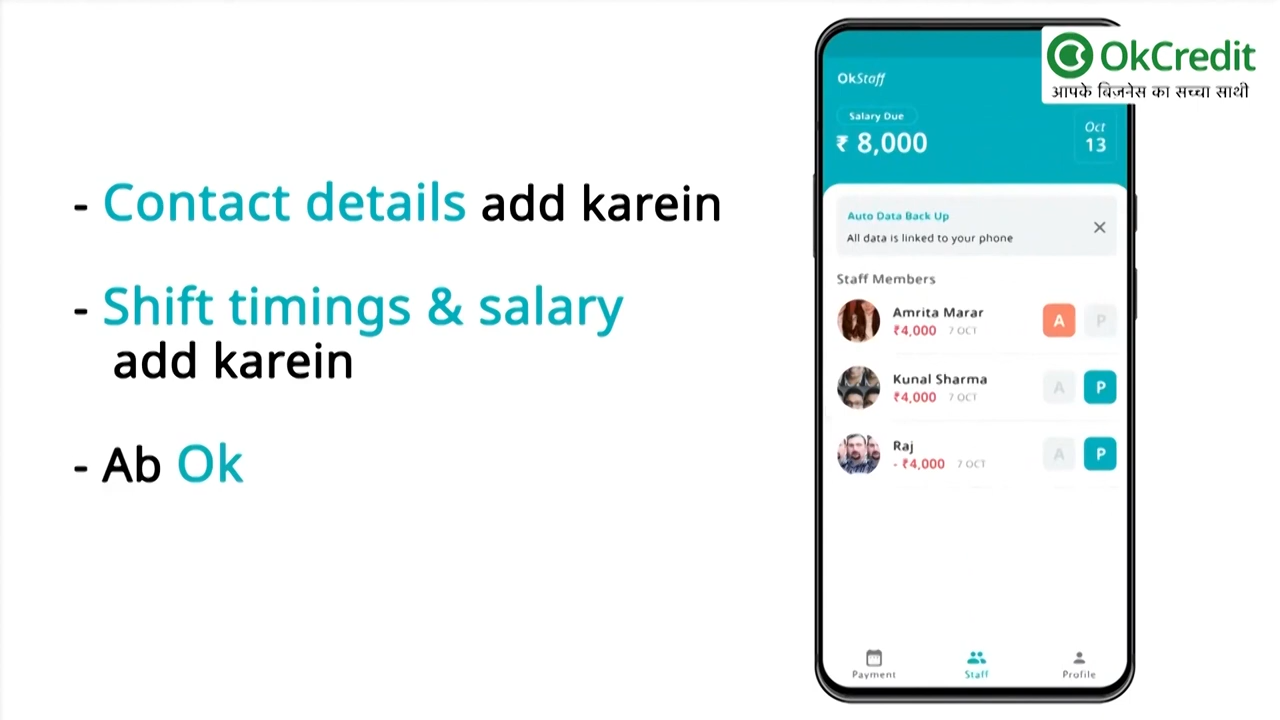 - Contact details add karein
- Shift timings & salary
add karein
- Ab Ok
OkCredit
आपके बिज़नेस का सच्चा साथी
OkStaff
Salary Due
₹ 8,000
Oct
13
Auto Data Back Up
All data is linked to your phone
Staff Members
Amrita Marar
₹4,000 7 OCT
A P
Kunal Sharma
₹4,000 7 OCT
A P
Raj
- ₹4,000 7 OCT
A P
Payment Staff Profile